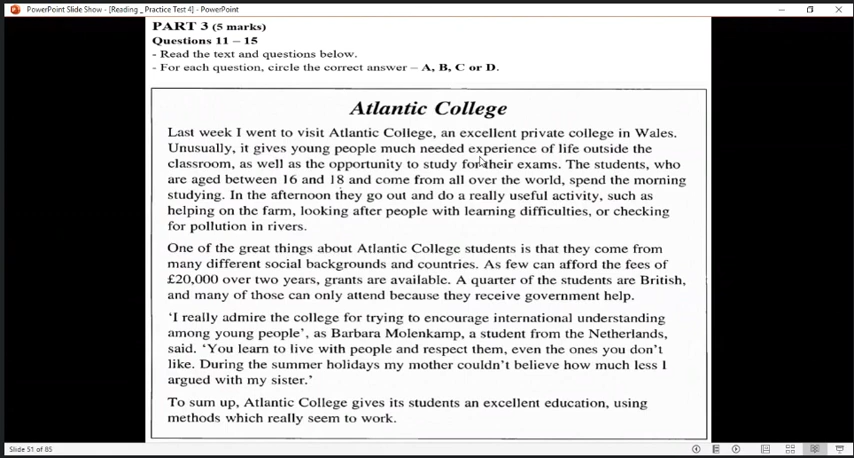 PowerPoint Slide Show - [Reading _ Practice Test 4] - PowerPoint
PART 3 (5 marks)
Questions 11 – 15
- Read the text and questions below.
- For each question, circle the correct answer – A, B, C or D.
Atlantic College
Last week I went to visit Atlantic College, an excellent private college in Wales.
Unusually, it gives young people much needed experience of life outside the
classroom, as well as the opportunity to study for their exams. The students, who
are aged between 16 and 18 and come from all over the world, spend the morning
studying. In the afternoon they go out and do a really useful activity, such as
helping on the farm, looking after people with learning difficulties, or checking
for pollution in rivers.
One of the great things about Atlantic College students is that they come from
many different social backgrounds and countries. As few can afford the fees of
£20,000 over two years, grants are available. A quarter of the students are British,
and many of those can only attend because they receive government help.
‘I really admire the college for trying to encourage international understanding
among young people’, as Barbara Molenkamp, a student from the Netherlands,
said. ‘You learn to live with people and respect them, even the ones you don’t
like. During the summer holidays my mother couldn’t believe how much less I
argued with my sister.’
To sum up, Atlantic College gives its students an excellent education, using
methods which really seem to work.
Slide 51 of 85